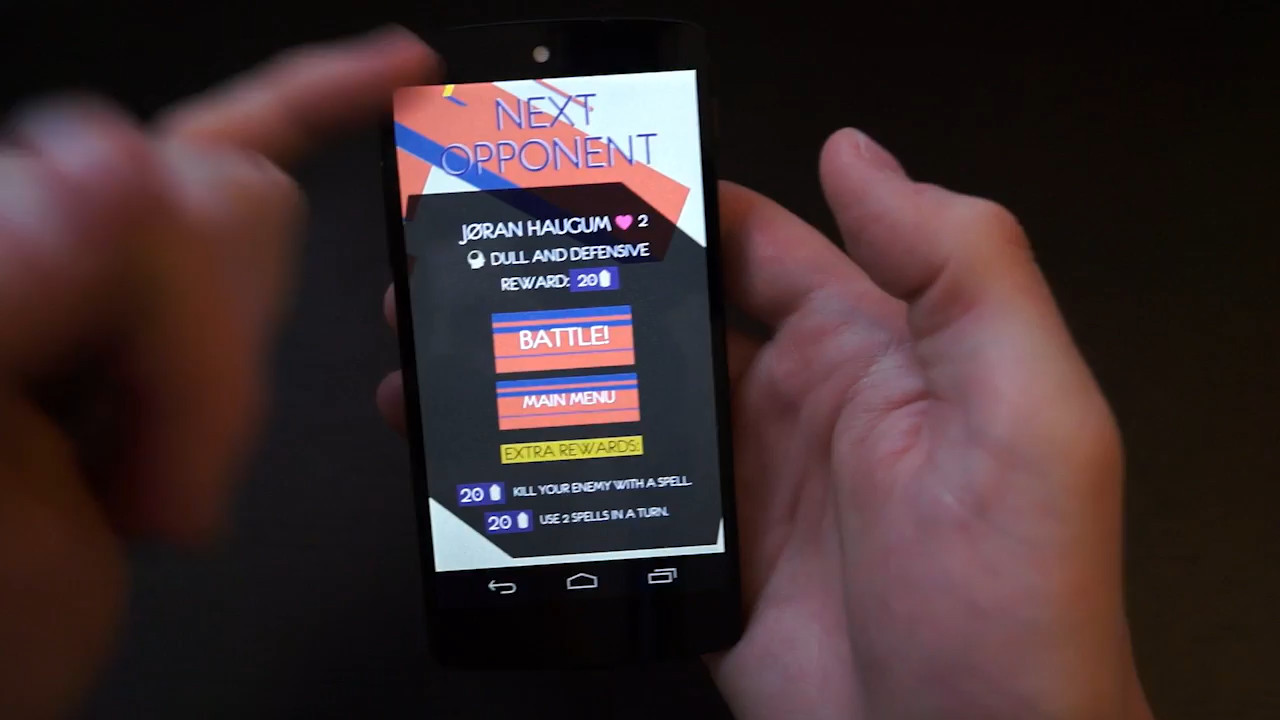 NEXT
OPPONENT
JØRAN HAUGUM 2
DULL AND DEFENSIVE
REWARD: 20
BATTLE!
MAIN MENU
EXTRA REWARDS:
20 KILL YOUR ENEMY WITH A SPELL.
20 USE 2 SPELLS IN A TURN.